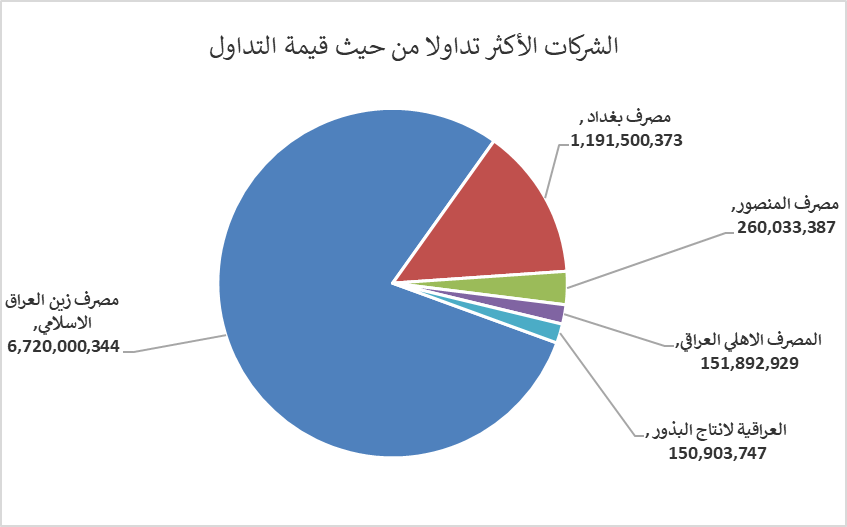 الشركات الأكثر تداولا من حيث قيمة التداول
مصرف بغداد ,
1,191,500,373
مصرف المنصور,
260,033,387
المصرف الاهلي العراقي,
151,892,929
العراقية لانتاج البذور ,
150,903,747
مصرف زين العراق
الاسلامي,
6,720,000,344